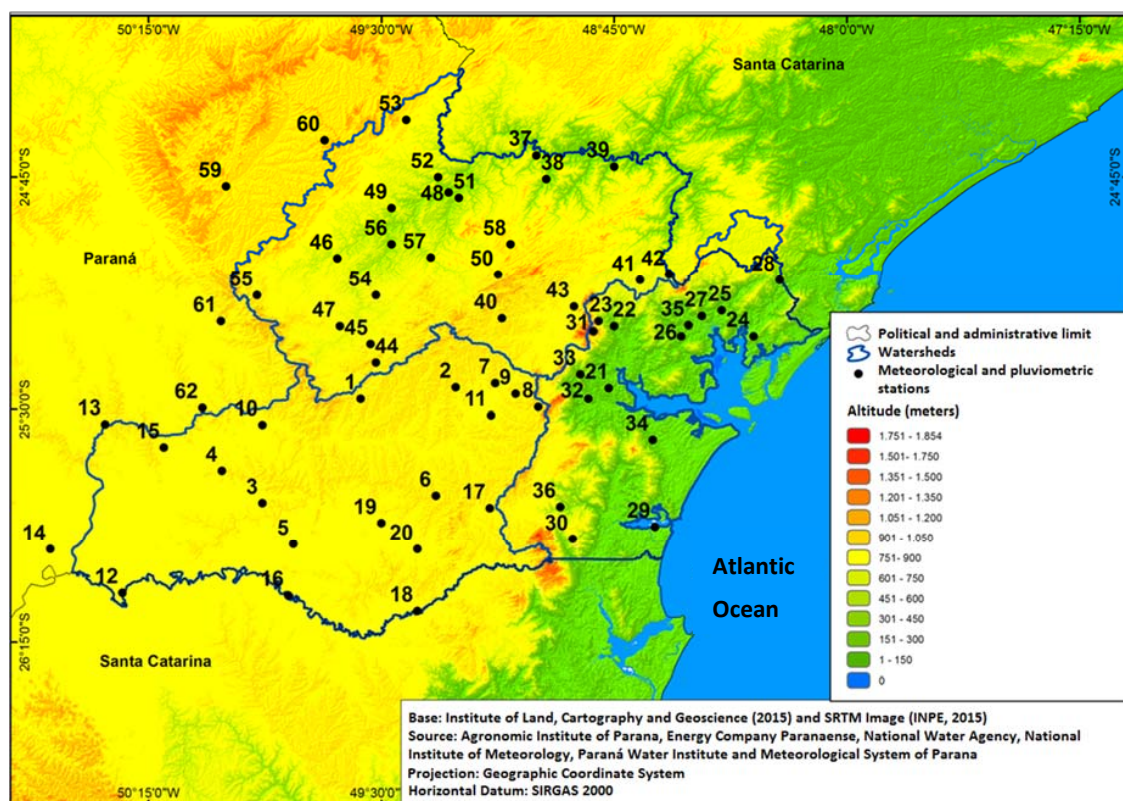 50°15'0"W 49°30'0"W 48°45'0"W 48°00'0"W 47°15'0"W
Santa Catarina
53
60
37
38
39
24°45'0"S
24°45'0"S
59
52
48
51
49
56
57
58
46
50
Paraná
41
42
28
55
54
43
23
22
35
27
25
61
47
45
40
31
26
24
44
33
21
32
7
2
9
8
1
11
62
13
10
25°30'0"S
15
34
4
6
3
17
36
19
29
5
20
30
14
12
16
18
Atlantic
Ocean
26°15'0"S
Santa Catarina
Political and administrative limit
Watersheds
Meteorological and pluviometric
stations
Altitude (meters)
1.751 - 1.854
1.501- 1.750
1.351 - 1.500
1.201 - 1.350
1.051 - 1.200
901 - 1.050
751- 900
601 - 750
451 - 600
301 - 450
151 - 300
1 - 150
0
Base: Institute of Land, Cartography and Geoscience (2015) and SRTM Image (INPE, 2015)
Source: Agronomic Institute of Parana, Energy Company Paranaense, National Water Agency, National
Institute of Meteorology, Paraná Water Institute and Meteorological System of Parana
Projection: Geographic Coordinate System
Horizontal Datum: SIRGAS 2000
50°15'0"W 49°30'0"W